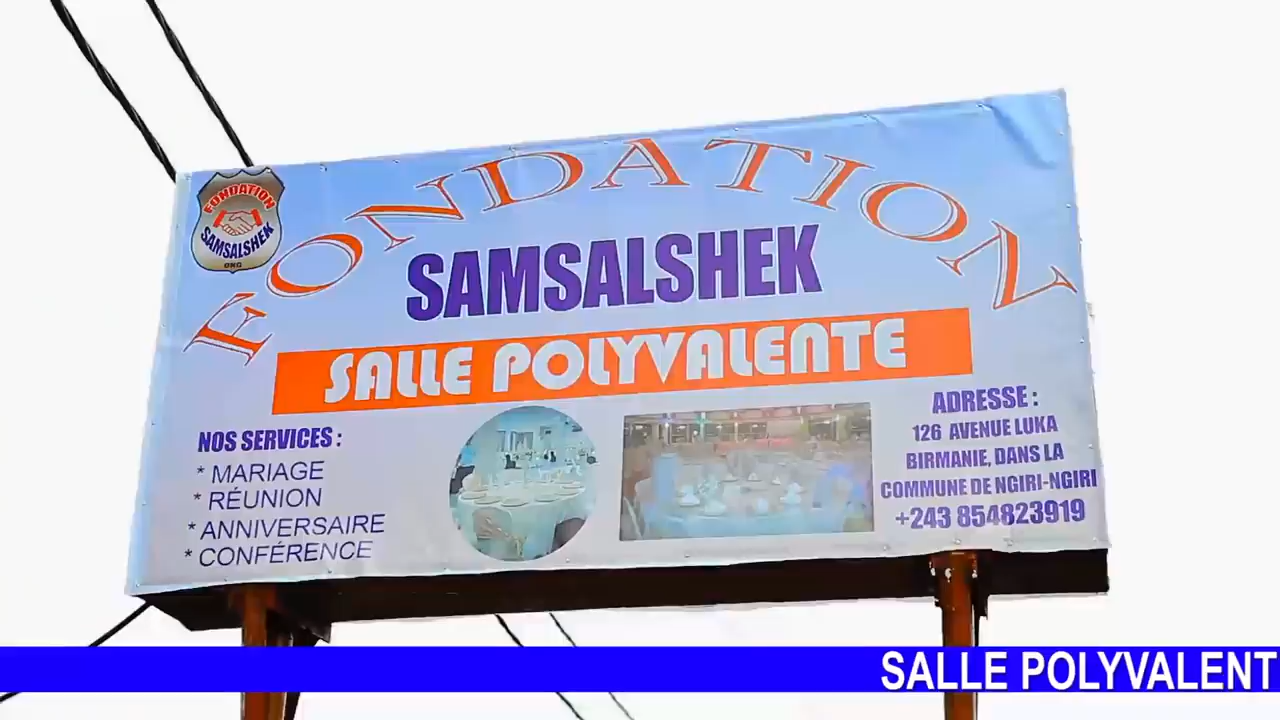 FONDATION
FONDATION
SAMSALSHEK
ONG
SAMSALSHEK
SALLE POLYVALENTE
NOS SERVICES :
* MARIAGE
* RÉUNION
* ANNIVERSAIRE
* CONFÉRENCE
ADRESSE :
126 AVENUE LUKA
BIRMANIE, DANS LA
COMMUNE DE NGIRI-NGIRI
+243 854823919
SALLE POLYVALENT